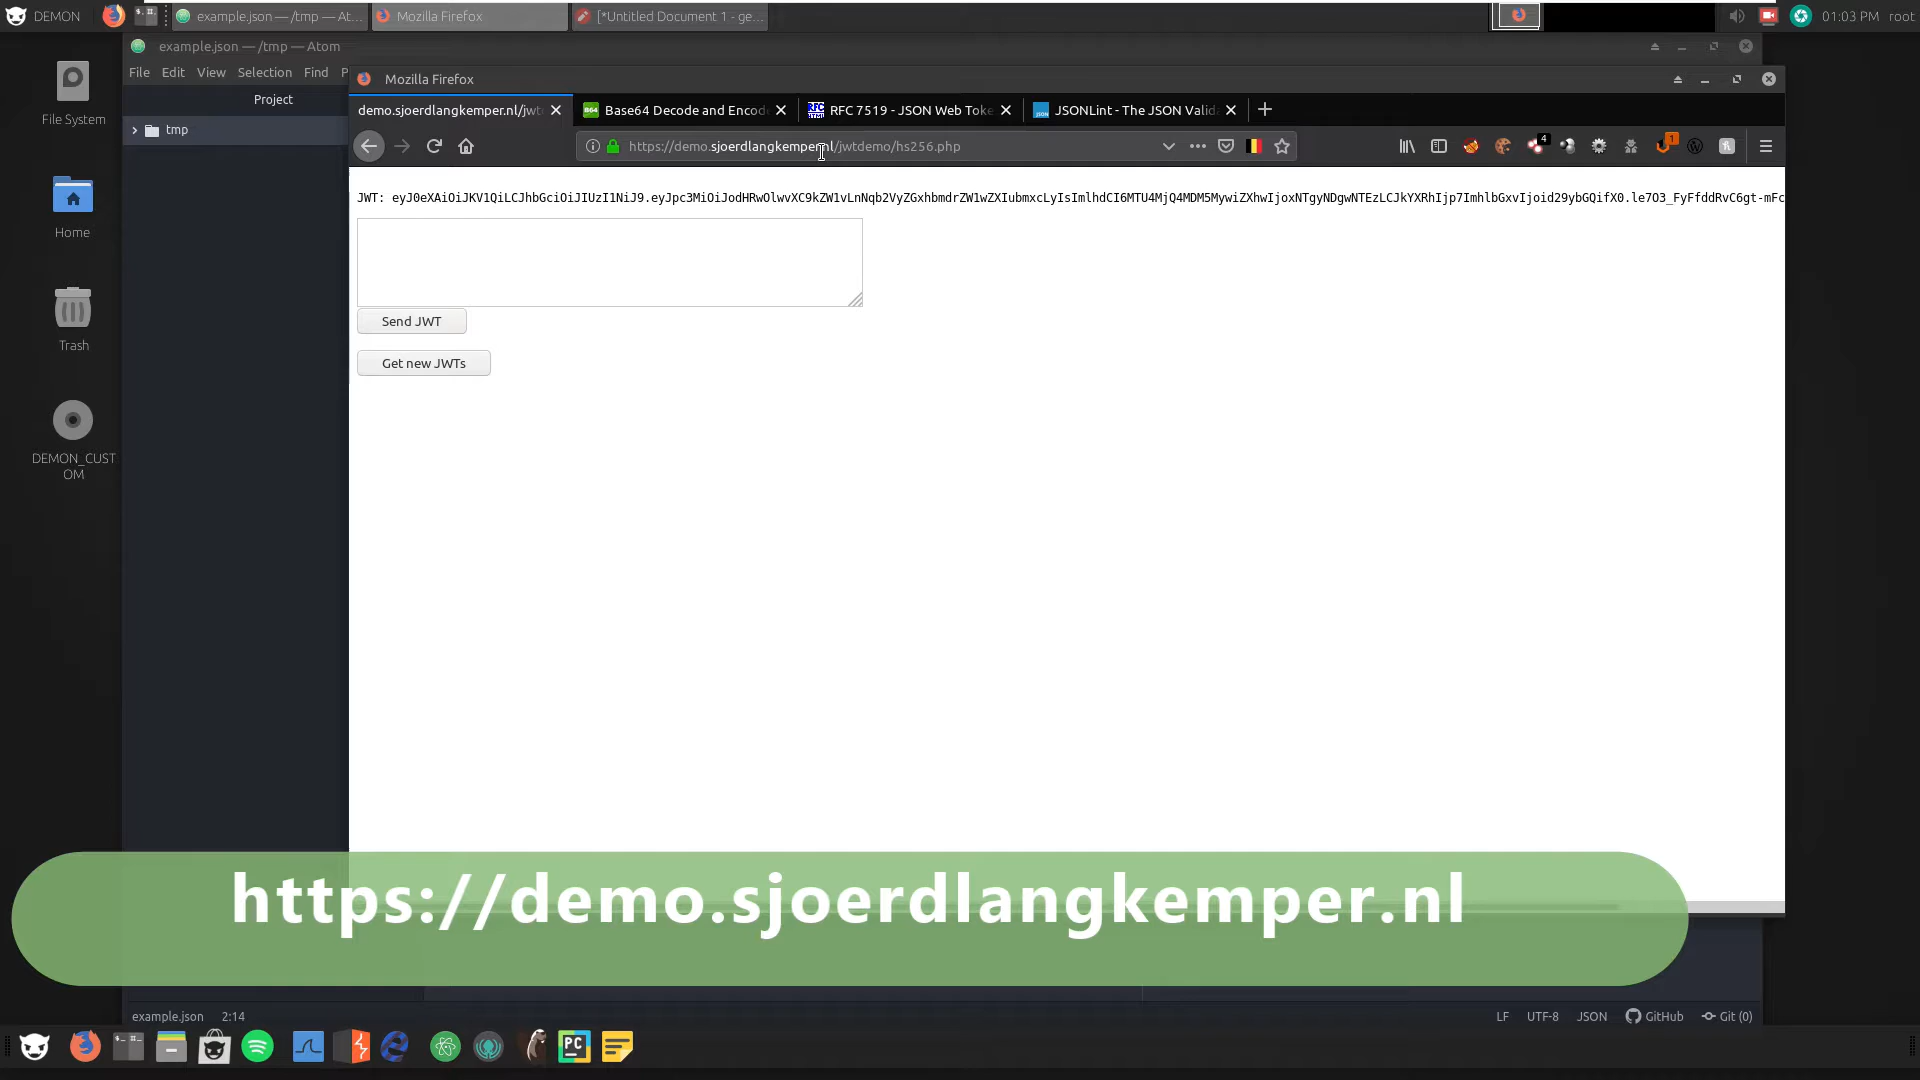 DEMON
example.json — /tmp — At...
Mozilla Firefox
[*Untitled Document 1 - ge...
01:03 PM
root
example.json — /tmp — Atom
File Edit View Selection Find P
Mozilla Firefox
Project
tmp
demo.sjoerdlangkemper.nl/jwt
Base64 Decode and Encod
RFC 7519 - JSON Web Toke
JSONLint - The JSON Valid
https://demo.sjoerdlangkemper.nl/jwtdemo/hs256.php
4
1
JWT: eyJ0eXAiOiJKV1QiLCJhbGciOiJIUzI1NiJ9.eyJpc3MiOiJodHRwOlwvXC9kZW1vLnNqb2VyZGxhbmdrZW1wZXIubmxcLyIsImlhdCI6MTU4MjQ4MDM5MywiZXhwIjoxNTgyNDgwNTEzLCJkYXRhIjp7ImhlbGxvIjoid29ybGQifX0.le7O3_FyFfddRvC6gt-mFc
Send JWT
Get new JWTs
File System
Home
Trash
DEMON_CUST
OM
https://demo.sjoerdlangkemper.nl
example.json 2:14
LF UTF-8 JSON GitHub Git (0)
PC